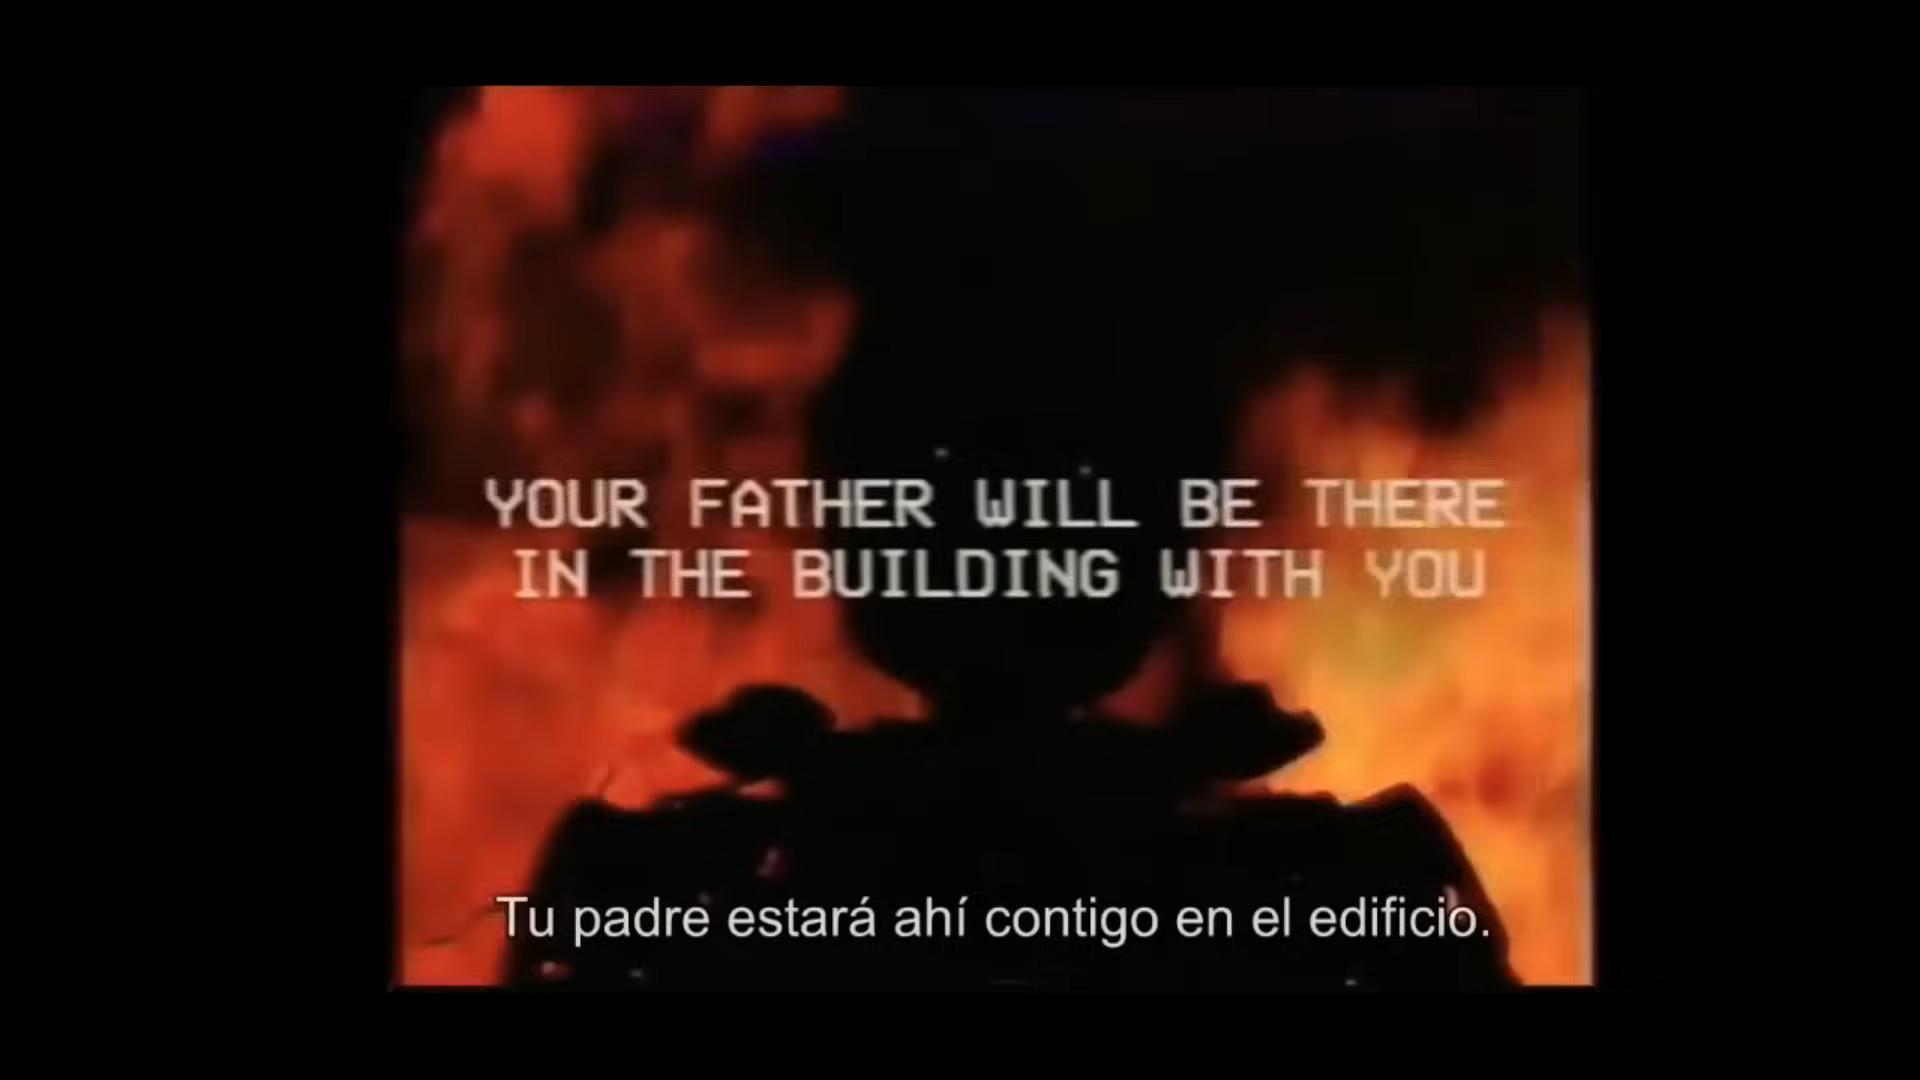 YOUR FATHER WILL BE THERE
IN THE BUILDING WITH YOU
Tu padre estará ahí contigo en el edificio.